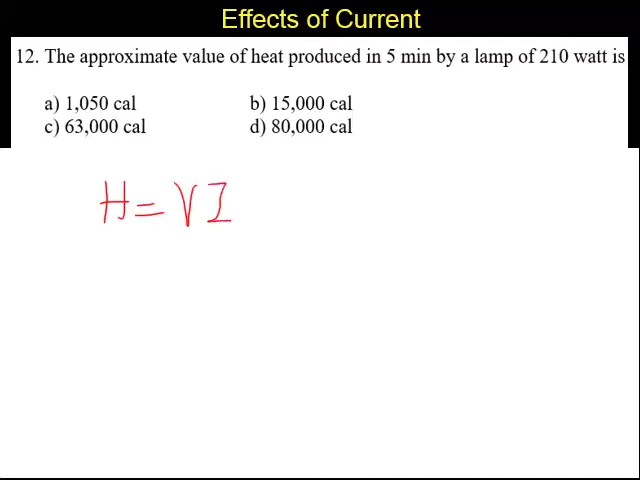 Effects of Current
12. The approximate value of heat produced in 5 min by a lamp of 210 watt is
a) 1,050 cal b) 15,000 cal
c) 63,000 cal d) 80,000 cal
H = V I